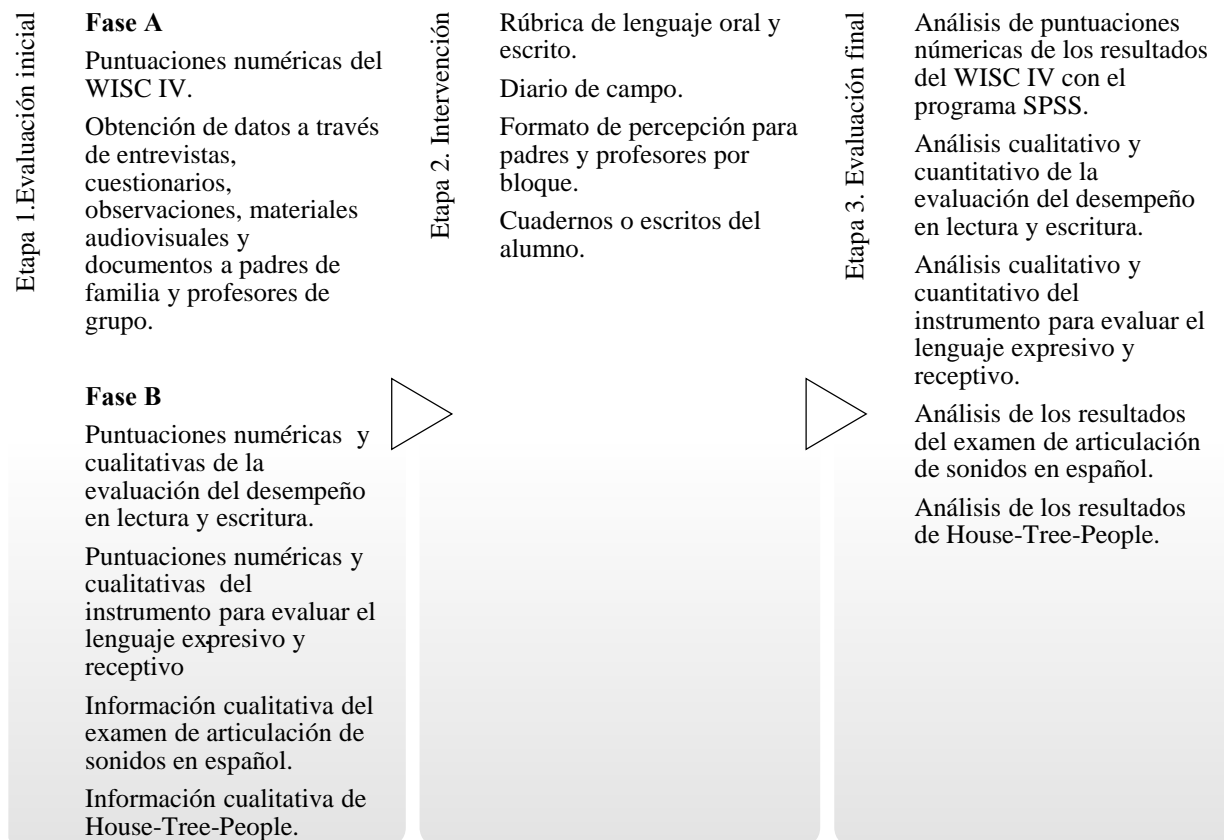 Etapa 1.Evaluación inicial
Fase A
Puntuaciones numéricas del
WISC IV.
Obtención de datos a través
de entrevistas,
cuestionarios,
observaciones, materiales
audiovisuales y
documentos a padres de
familia y profesores de
grupo.
Fase B
Puntuaciones numéricas y
cualitativas de la
evaluación del desempeño
en lectura y escritura.
Puntuaciones numéricas y
cualitativas del
instrumento para evaluar el
lenguaje expresivo y
receptivo
Información cualitativa del
examen de articulación de
sonidos en español.
Información cualitativa de
House-Tree-People.
Etapa 2. Intervención
Rúbrica de lenguaje oral y
escrito.
Diario de campo.
Formato de percepción para
padres y profesores por
bloque.
Cuadernos o escritos del
alumno.
Etapa 3. Evaluación final
Análisis de puntuaciones
númericas de los resultados
del WISC IV con el
programa SPSS.
Análisis cualitativo y
cuantitativo de la
evaluación del desempeño
en lectura y escritura.
Análisis cualitativo y
cuantitativo del
instrumento para evaluar el
lenguaje expresivo y
receptivo.
Análisis de los resultados
del examen de articulación
de sonidos en español.
Análisis de los resultados
de House-Tree-People.